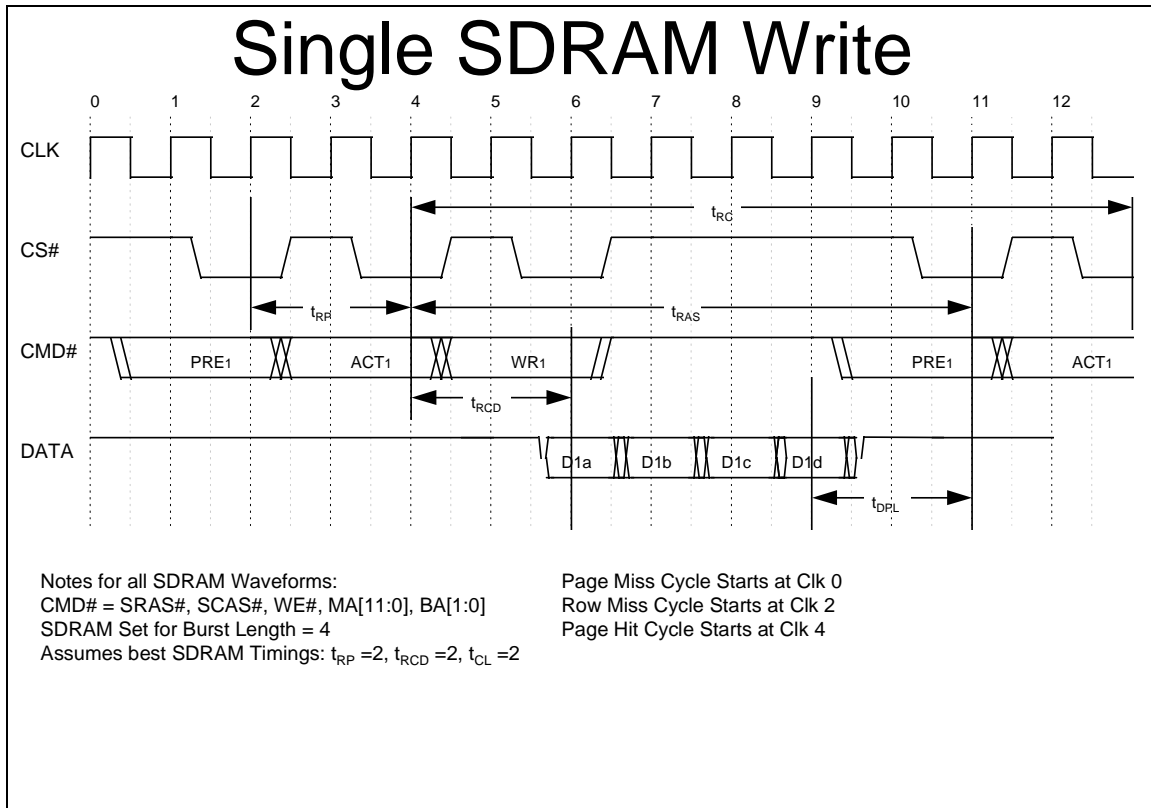 Single SDRAM Write
0 1 2 3 4 5 6 7 8 9 10 11 12
CLK
tRC
CS#
tRP tRAS
CMD# PRE1 ACT1 WR1 PRE1 ACT1
tRCD
DATA D1a D1b D1c D1d
tDPL
Notes for all SDRAM Waveforms:
CMD# = SRAS#, SCAS#, WE#, MA[11:0], BA[1:0]
SDRAM Set for Burst Length = 4
Assumes best SDRAM Timings: tRP =2, tRCD =2, tCL =2
Page Miss Cycle Starts at Clk 0
Row Miss Cycle Starts at Clk 2
Page Hit Cycle Starts at Clk 4